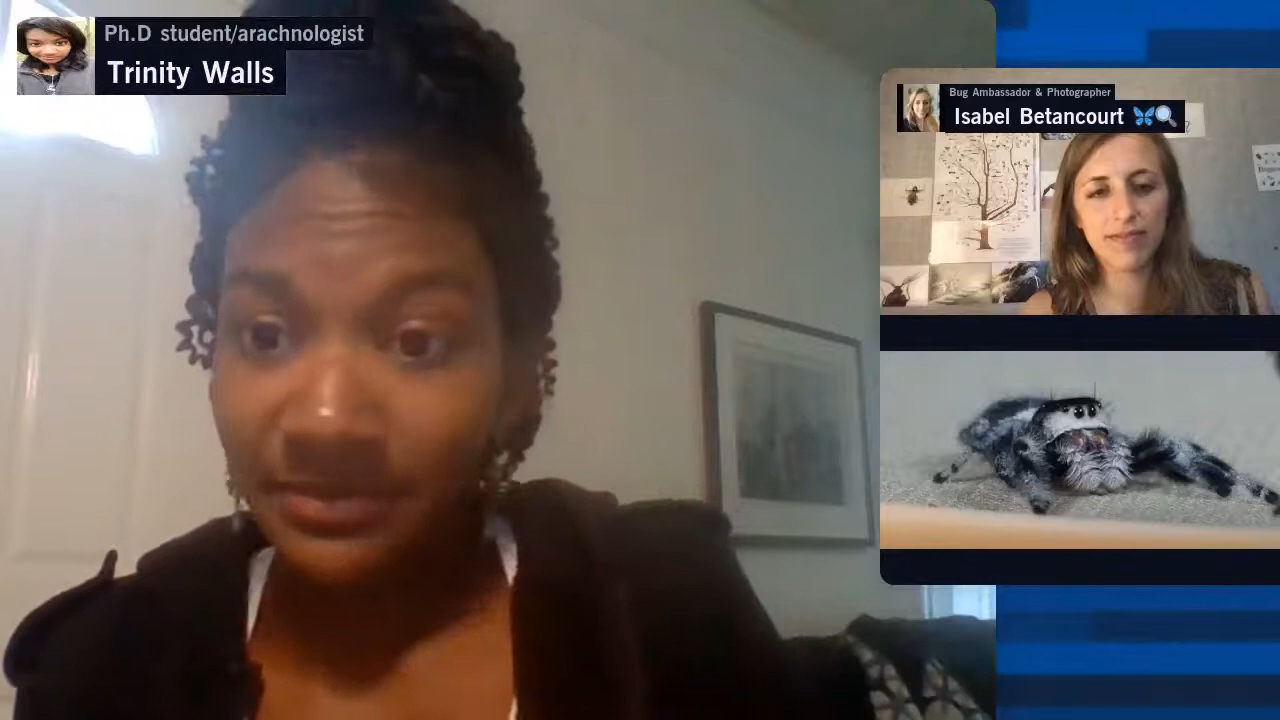 Ph.D student/arachnologist
Trinity Walls
Bug Ambassador & Photographer
Isabel Betancourt 🦋🔍